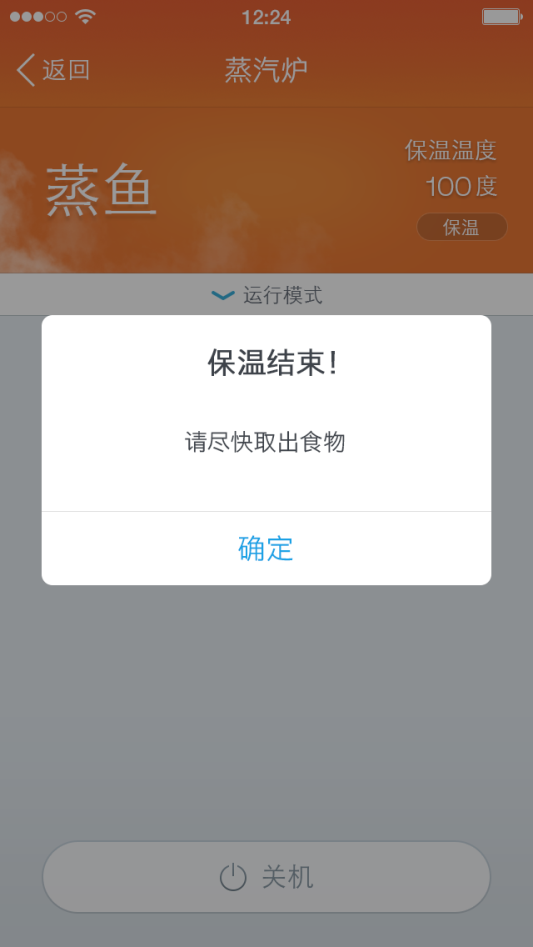 12:24
返回
蒸汽炉
蒸鱼
保温温度
100度
保温
运行模式
保温结束！
请尽快取出食物
确定
关机